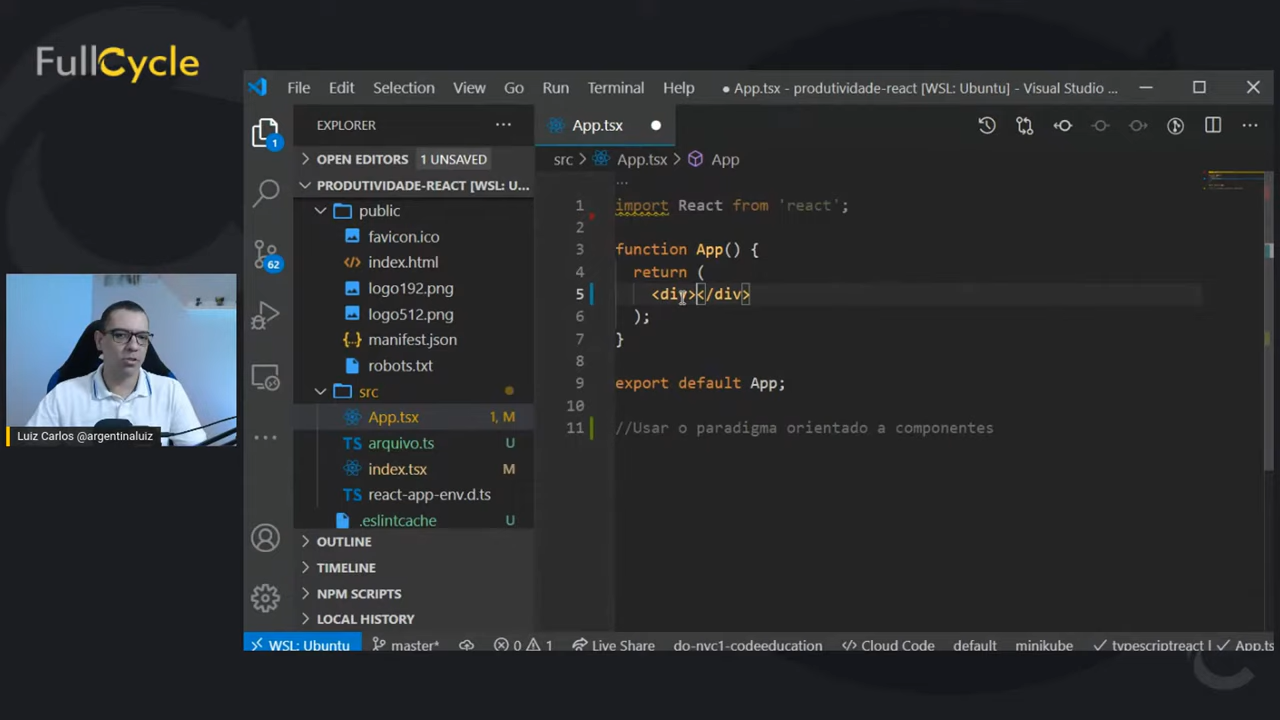 FullCycle
File Edit Selection View Go Run Terminal Help
● App.tsx - produtividade-react [WSL: Ubuntu] - Visual Studio ...
EXPLORER ...
App.tsx
OPEN EDITORS 1 UNSAVED
src > App.tsx > App
PRODUTIVIDADE-REACT [WSL: U...
public
favicon.ico
index.html
logo192.png
logo512.png
manifest.json
robots.txt
src
App.tsx 1, M
TS arquivo.ts U
index.tsx M
TS react-app-env.d.ts
.eslintcache U
OUTLINE
TIMELINE
NPM SCRIPTS
LOCAL HISTORY
1
62
...
1 import React from 'react';
2
3 function App() {
4 return (
5 <div></div>
6 );
7 }
8
9 export default App;
10
11 //Usar o paradigma orientado a componentes
Luiz Carlos @argentinaluiz
WSL: Ubuntu master* 0 1 Live Share do-nyc1-codeeducation Cloud Code default minikube typescriptreact App.ts